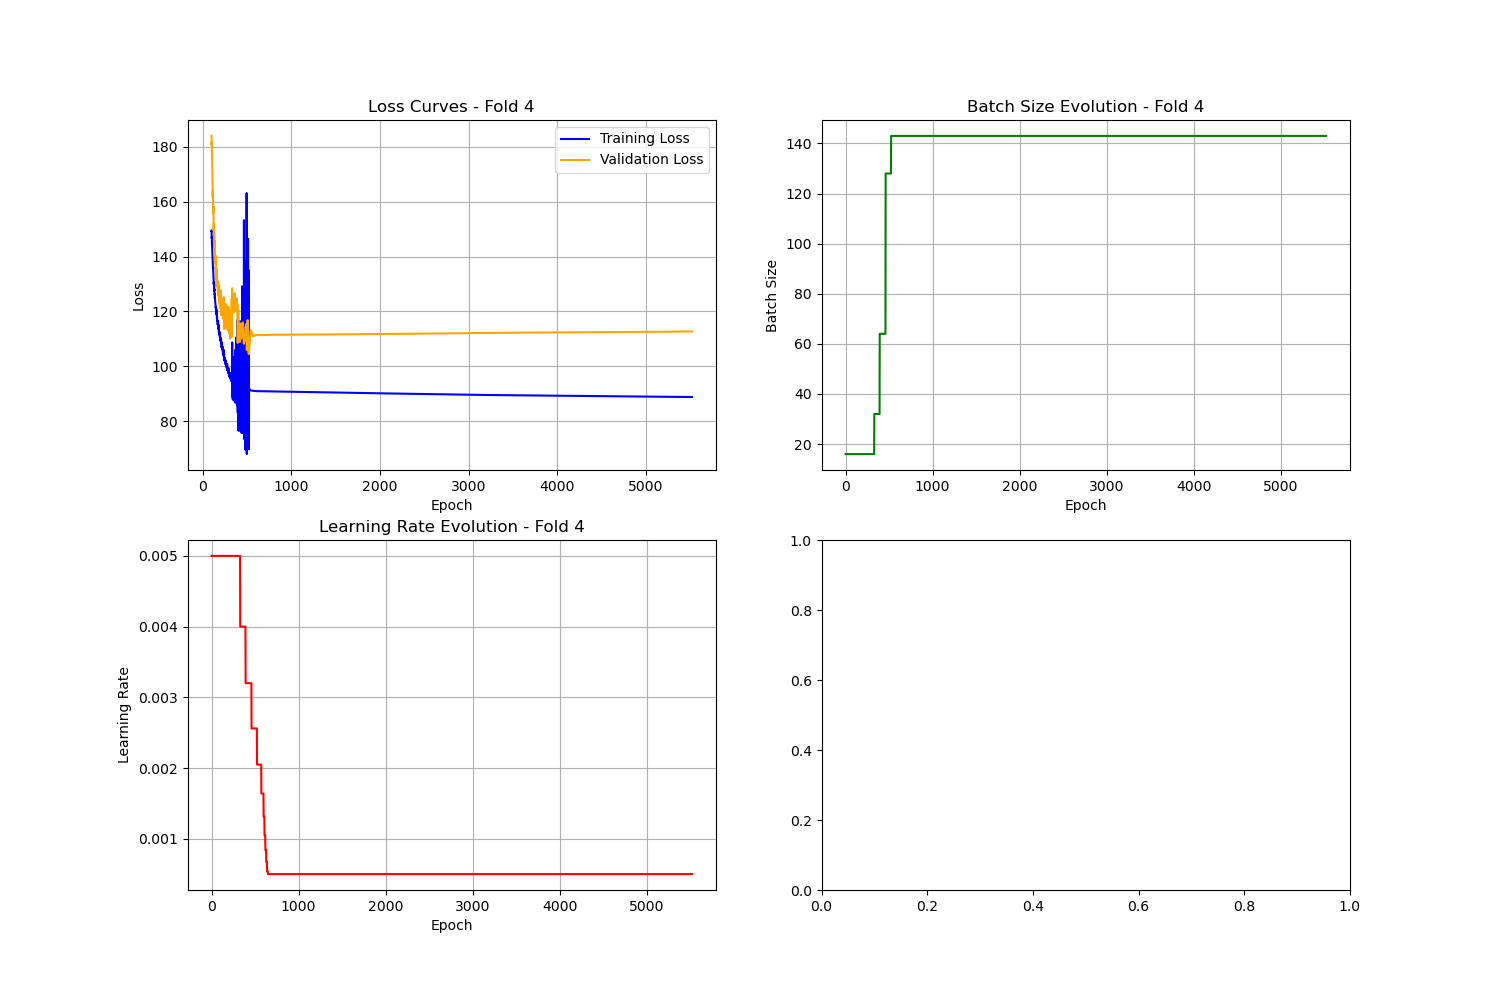 Loss Curves - Fold 4
Training Loss
Validation Loss
180
160
140
120
100
80
Loss
0 1000 2000 3000 4000 5000
Epoch
Batch Size Evolution - Fold 4
140
120
100
80
60
40
20
Batch Size
0 1000 2000 3000 4000 5000
Epoch
Learning Rate Evolution - Fold 4
0.005
0.004
0.003
0.002
0.001
Learning Rate
0 1000 2000 3000 4000 5000
Epoch
1.0
0.8
0.6
0.4
0.2
0.0
0.0 0.2 0.4 0.6 0.8 1.0